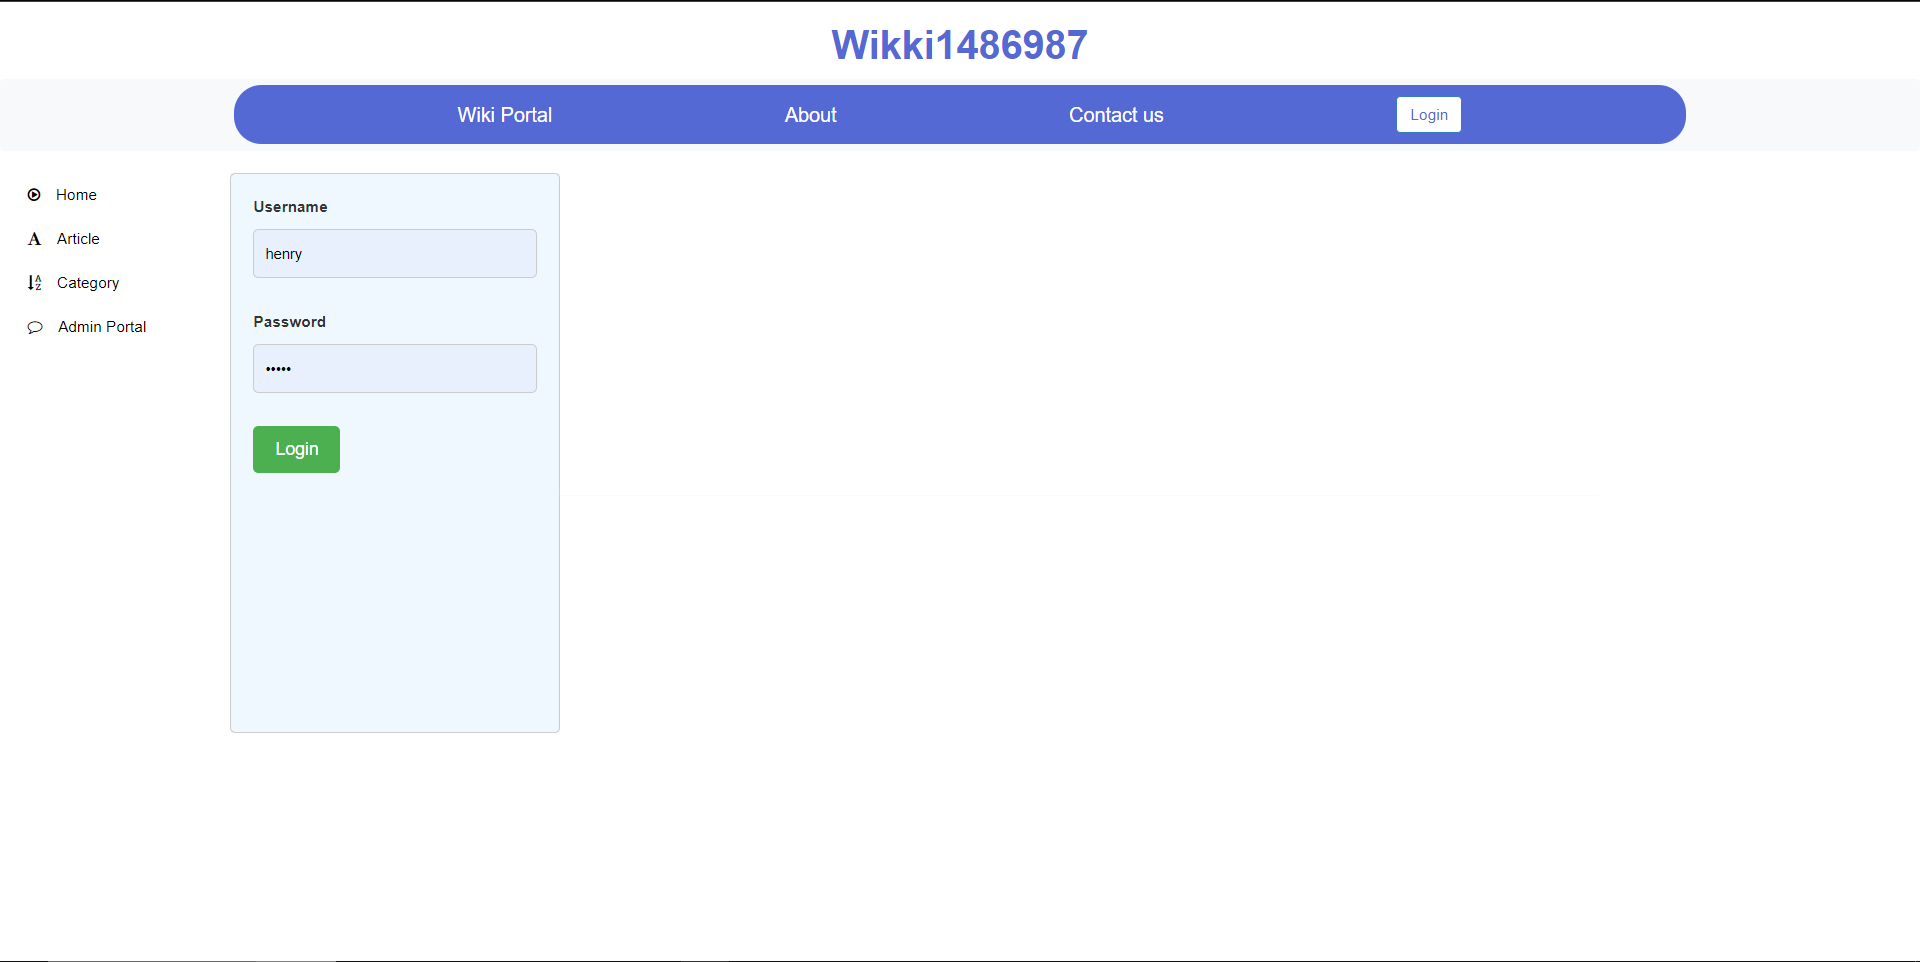 Wikki1486987
Wiki Portal About Contact us Login
Home
Article
Category
Admin Portal
Username
henry
Password
•••••
Login